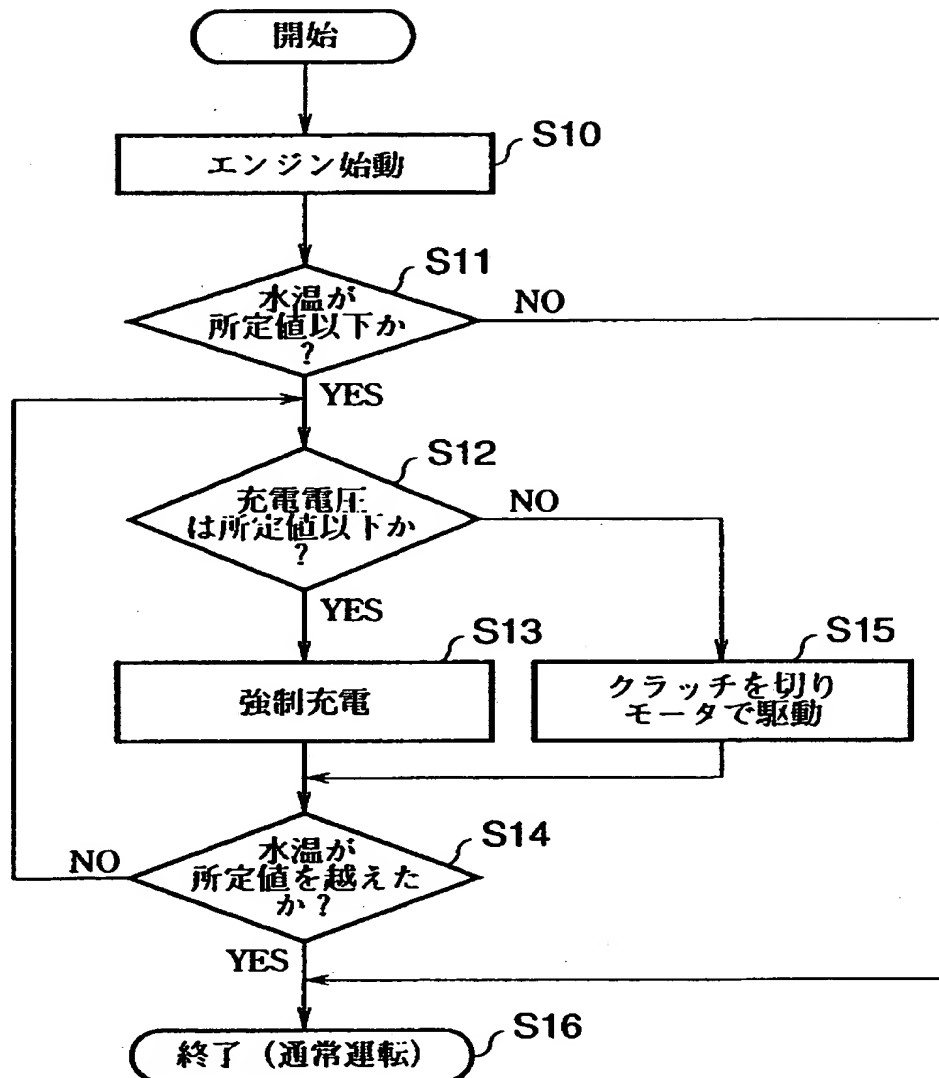 開始
S10
エンジン始動
S11
水温が
所定値以下か
？
NO
YES
S12
充電電圧
は所定値以下か
？
NO
YES
S13
強制充電
S15
クラッチを切り
モータで駆動
S14
水温が
所定値を越えた
か？
NO
YES
S16
終了（通常運転）